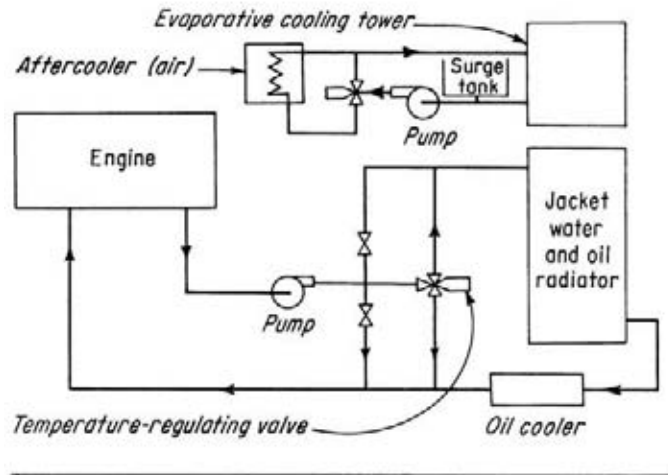 Evaporative cooling tower
Aftercooler (air)
Surge
tank
Pump
Engine
Jacket
water
and oil
radiator
Pump
Temperature-regulating valve
Oil cooler